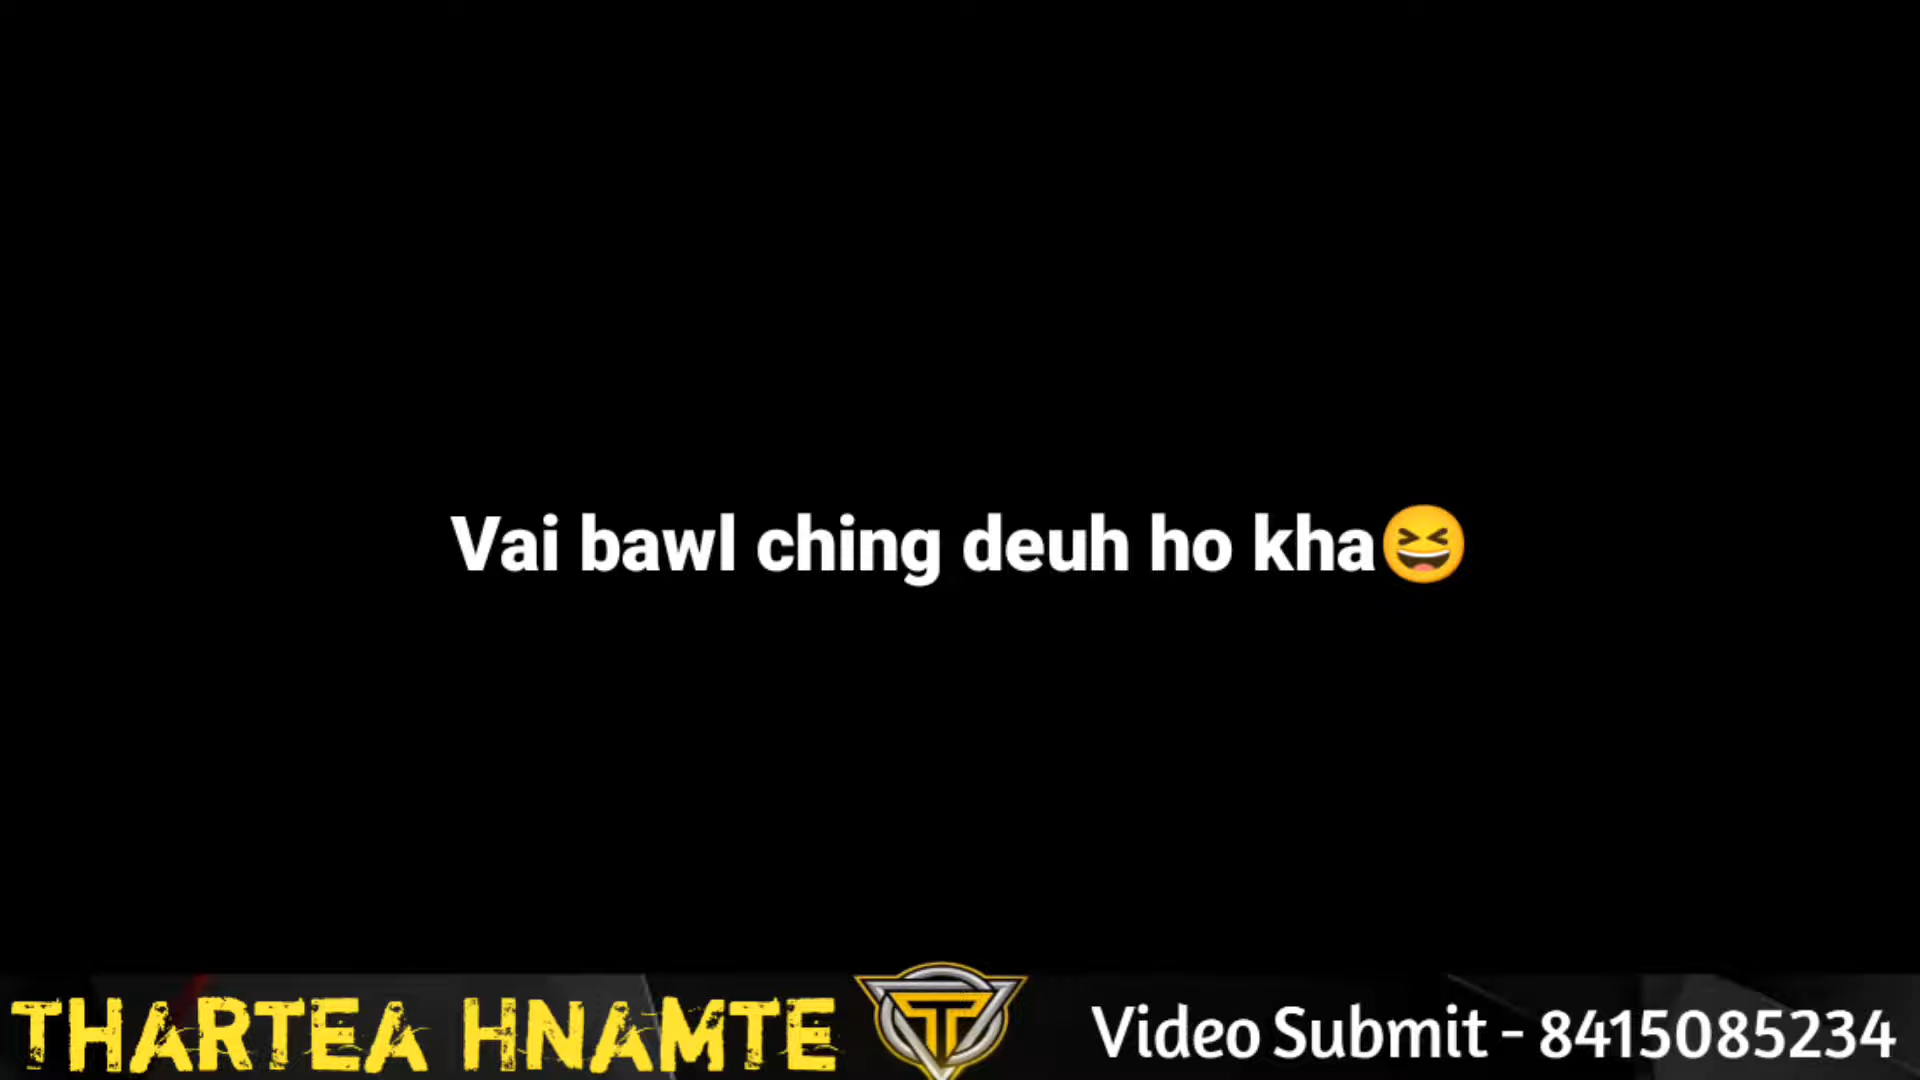 Vai bawl ching deuh ho kha😆
THARTEA HNAMTE
T
Video Submit - 8415085234